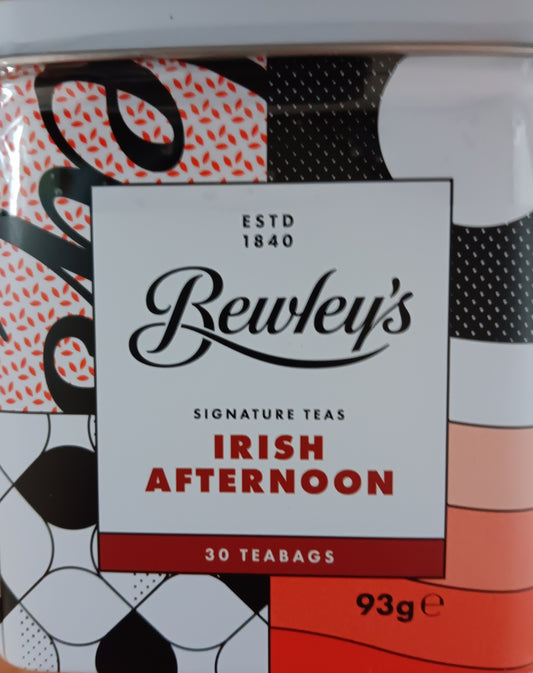 ESTD
1840
Bewley's
SIGNATURE TEAS
IRISH
AFTERNOON
30 TEABAGS
93g ℮